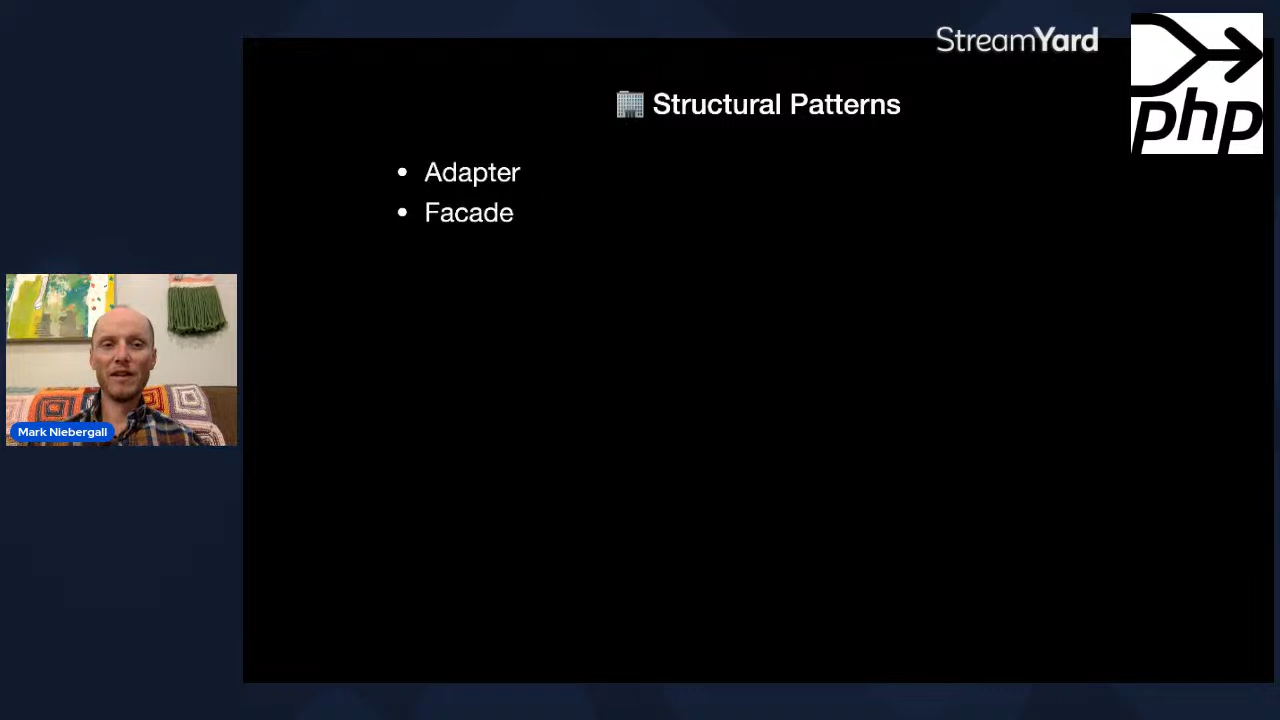 StreamYard
php
🏢 Structural Patterns
• Adapter
• Facade
Mark Niebergall